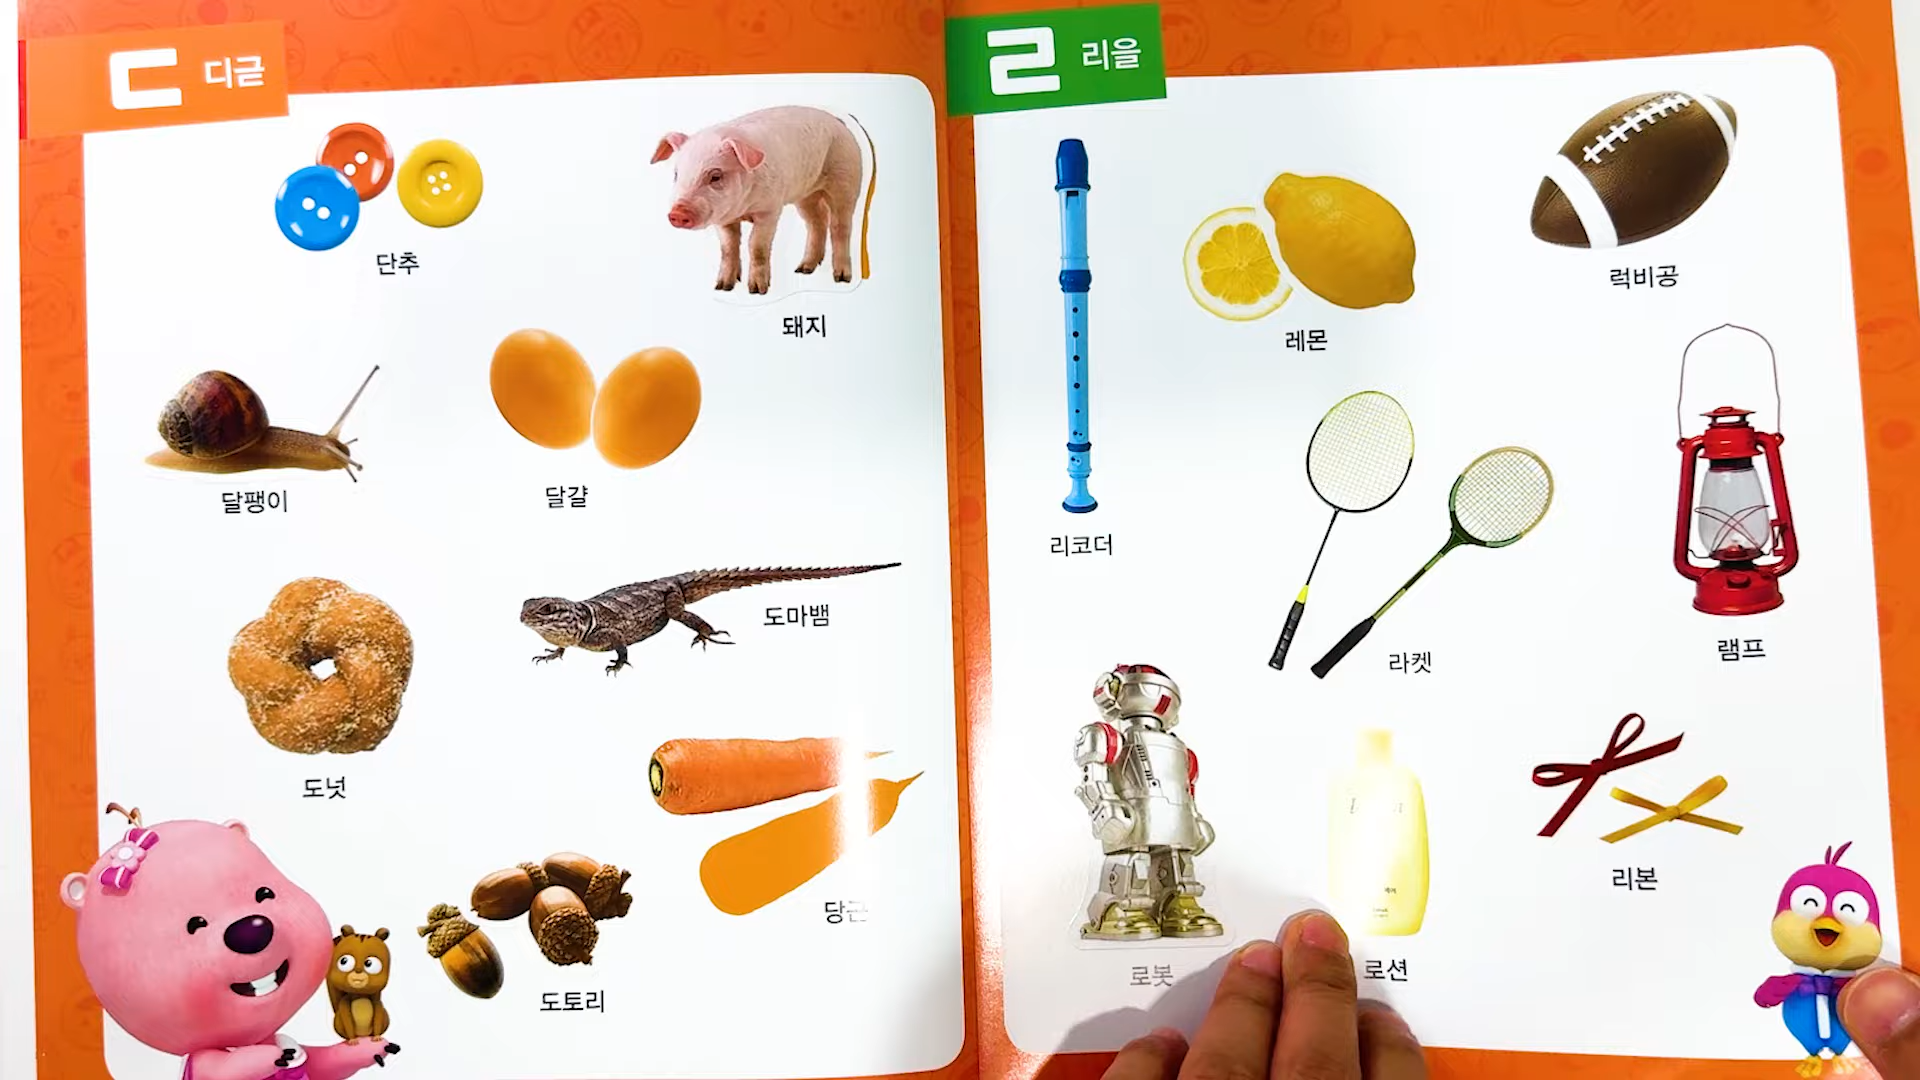 ㄷ 디귿
단추
돼지
달팽이
달걀
도넛
도마뱀
당근
도토리
ㄹ 리을
리코더
레몬
럭비공
라켓
램프
로봇
로션
리본